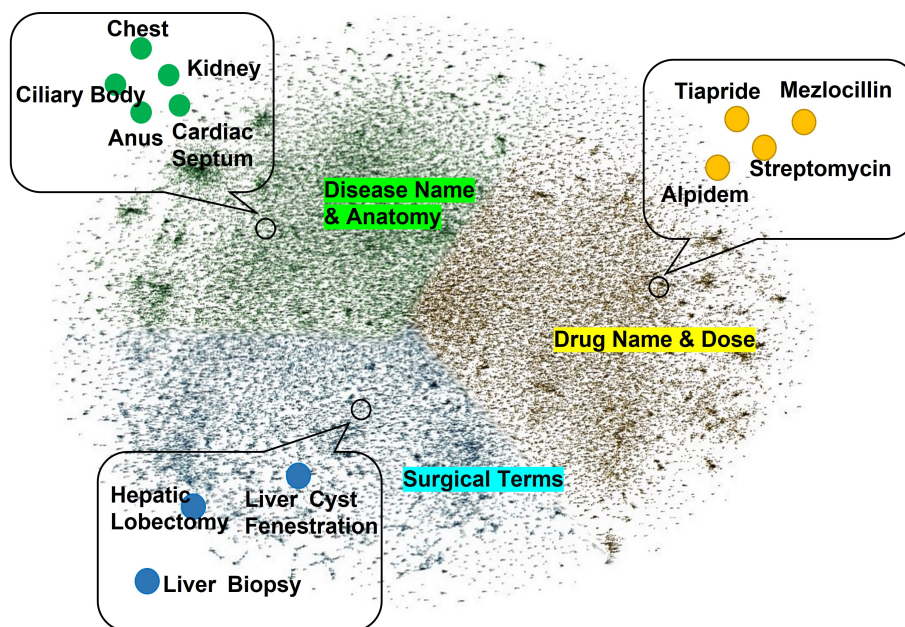 Chest
Kidney
Ciliary Body
Anus
Cardiac
Septum
Tiapride
Mezlocillin
Streptomycin
Alpidem
Disease Name
& Anatomy
Drug Name & Dose
Surgical Terms
Hepatic
Lobectomy
Liver Cyst
Fenestration
Liver Biopsy